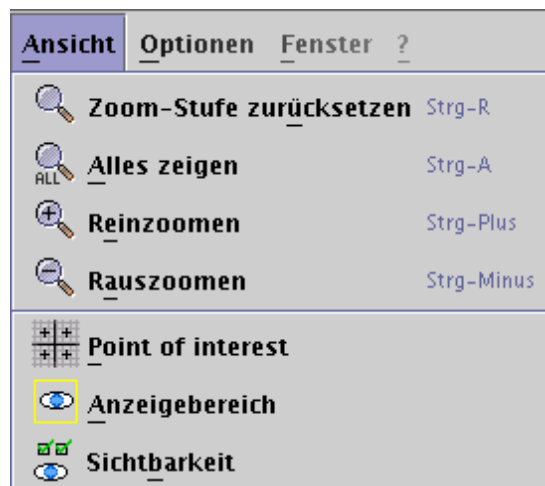 Ansicht Optionen Fenster ?
Zoom-Stufe zurücksetzen Strg-R
ALL Alles zeigen Strg-A
Reinzoomen Strg-Plus
Rauszoomen Strg-Minus
Point of interest
Anzeigebereich
Sichtbarkeit